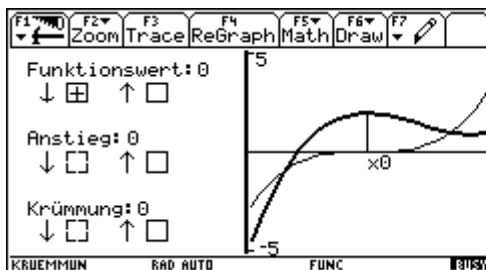 F1 F2 F3 F4 F5 F6 F7
Zoom Trace ReGraph Math Draw
Funktionswert:0
↓ ↑
Anstieg:0
↓ ↑
Krümmung:0
↓ ↑
5
x0
-5
KRUEMMUN RAD AUTO FUNC BUSY